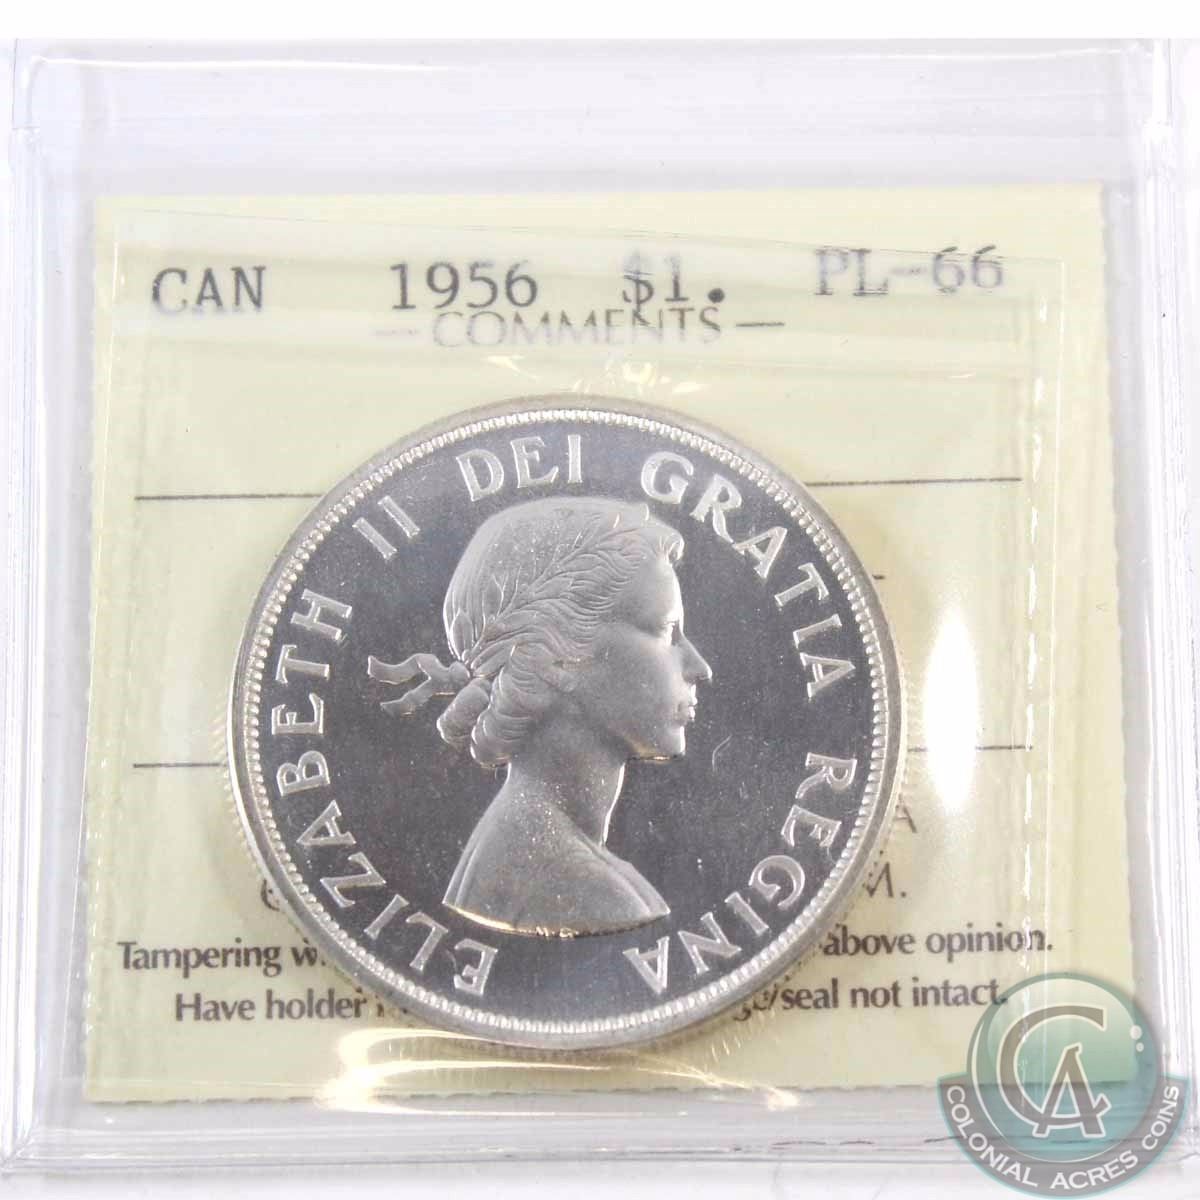 CAN 1956 $1. PL-66
— COMMENTS —
ELIZABETH II DEI GRATIA REGINA
Tampering above opinion.
Have holder seal not intact.
CA
COLONIAL ACRES COINS